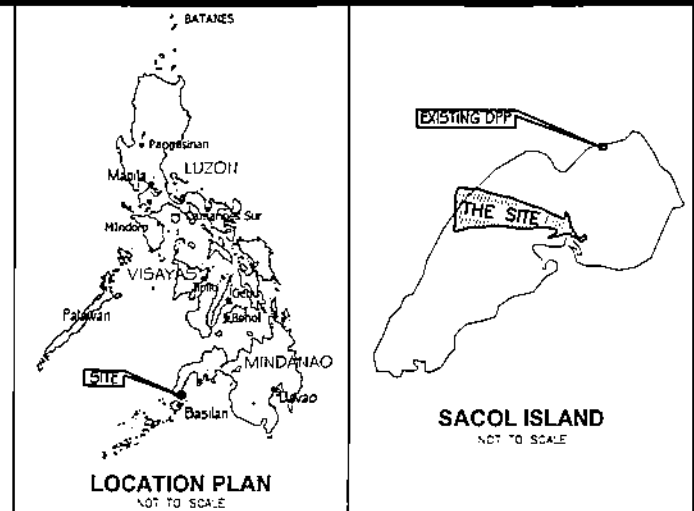 BATANES
Pangasinan
LUZON
Manila
Camarines Sur
Mindoro
VISAYAS
Iloilo
Cebu
Bohol
Palawan
MINDANAO
SITE
Davao
Basilan
LOCATION PLAN
NOT TO SCALE
EXISTING DPP
THE SITE
SACOL ISLAND
NOT TO SCALE